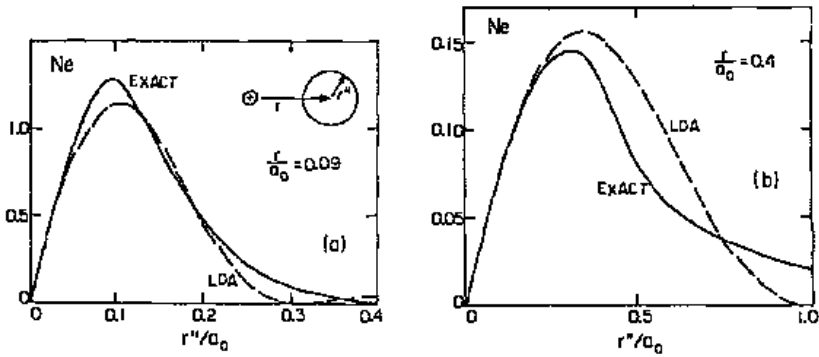 Ne
EXACT
r
r"
r/a₀ = 0.09
1.0
0.5
0
(a)
LDA
0 0.1 0.2 0.3 0.4
r"/a₀
Ne
r/a₀ = 0.4
0.15
0.10
0.05
0
LDA
EXACT
(b)
0 0.5 1.0
r"/a₀